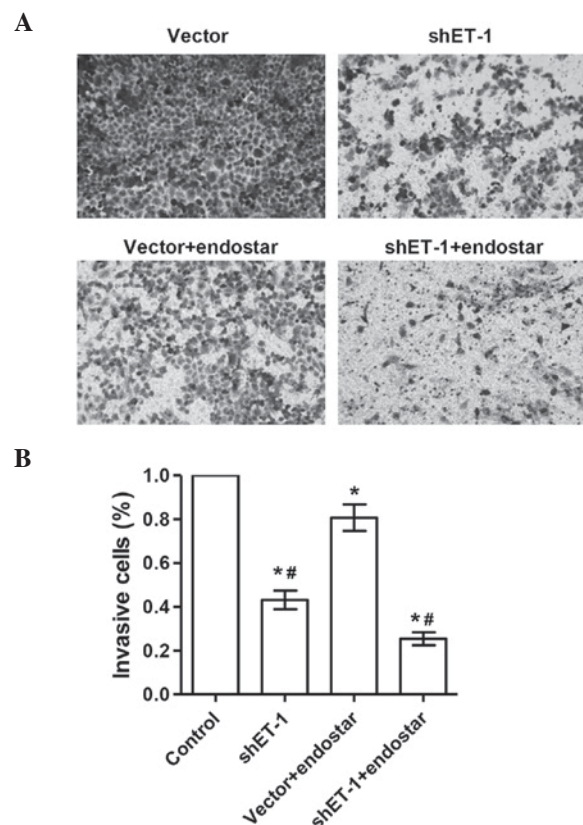 A
Vector
shET-1
Vector+endostar
shET-1+endostar
B
Invasive cells (%)
1.0
0.8
0.6
0.4
0.2
0.0
*#
*
*#
Control
shET-1
Vector+endostar
shET-1+endostar